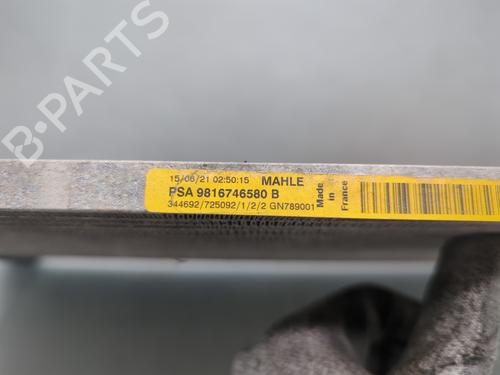 B-PARTS
15/06/21 02:50:15 MAHLE
PSA 9816746580 B
344692/725092/1/2/2 GN789001
Made
in
France